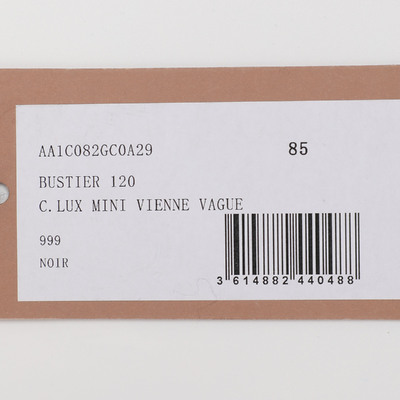 AA1C082GC0A29 85
BUSTIER 120
C.LUX MINI VIENNE VAGUE
999
NOIR
3 614882 440488